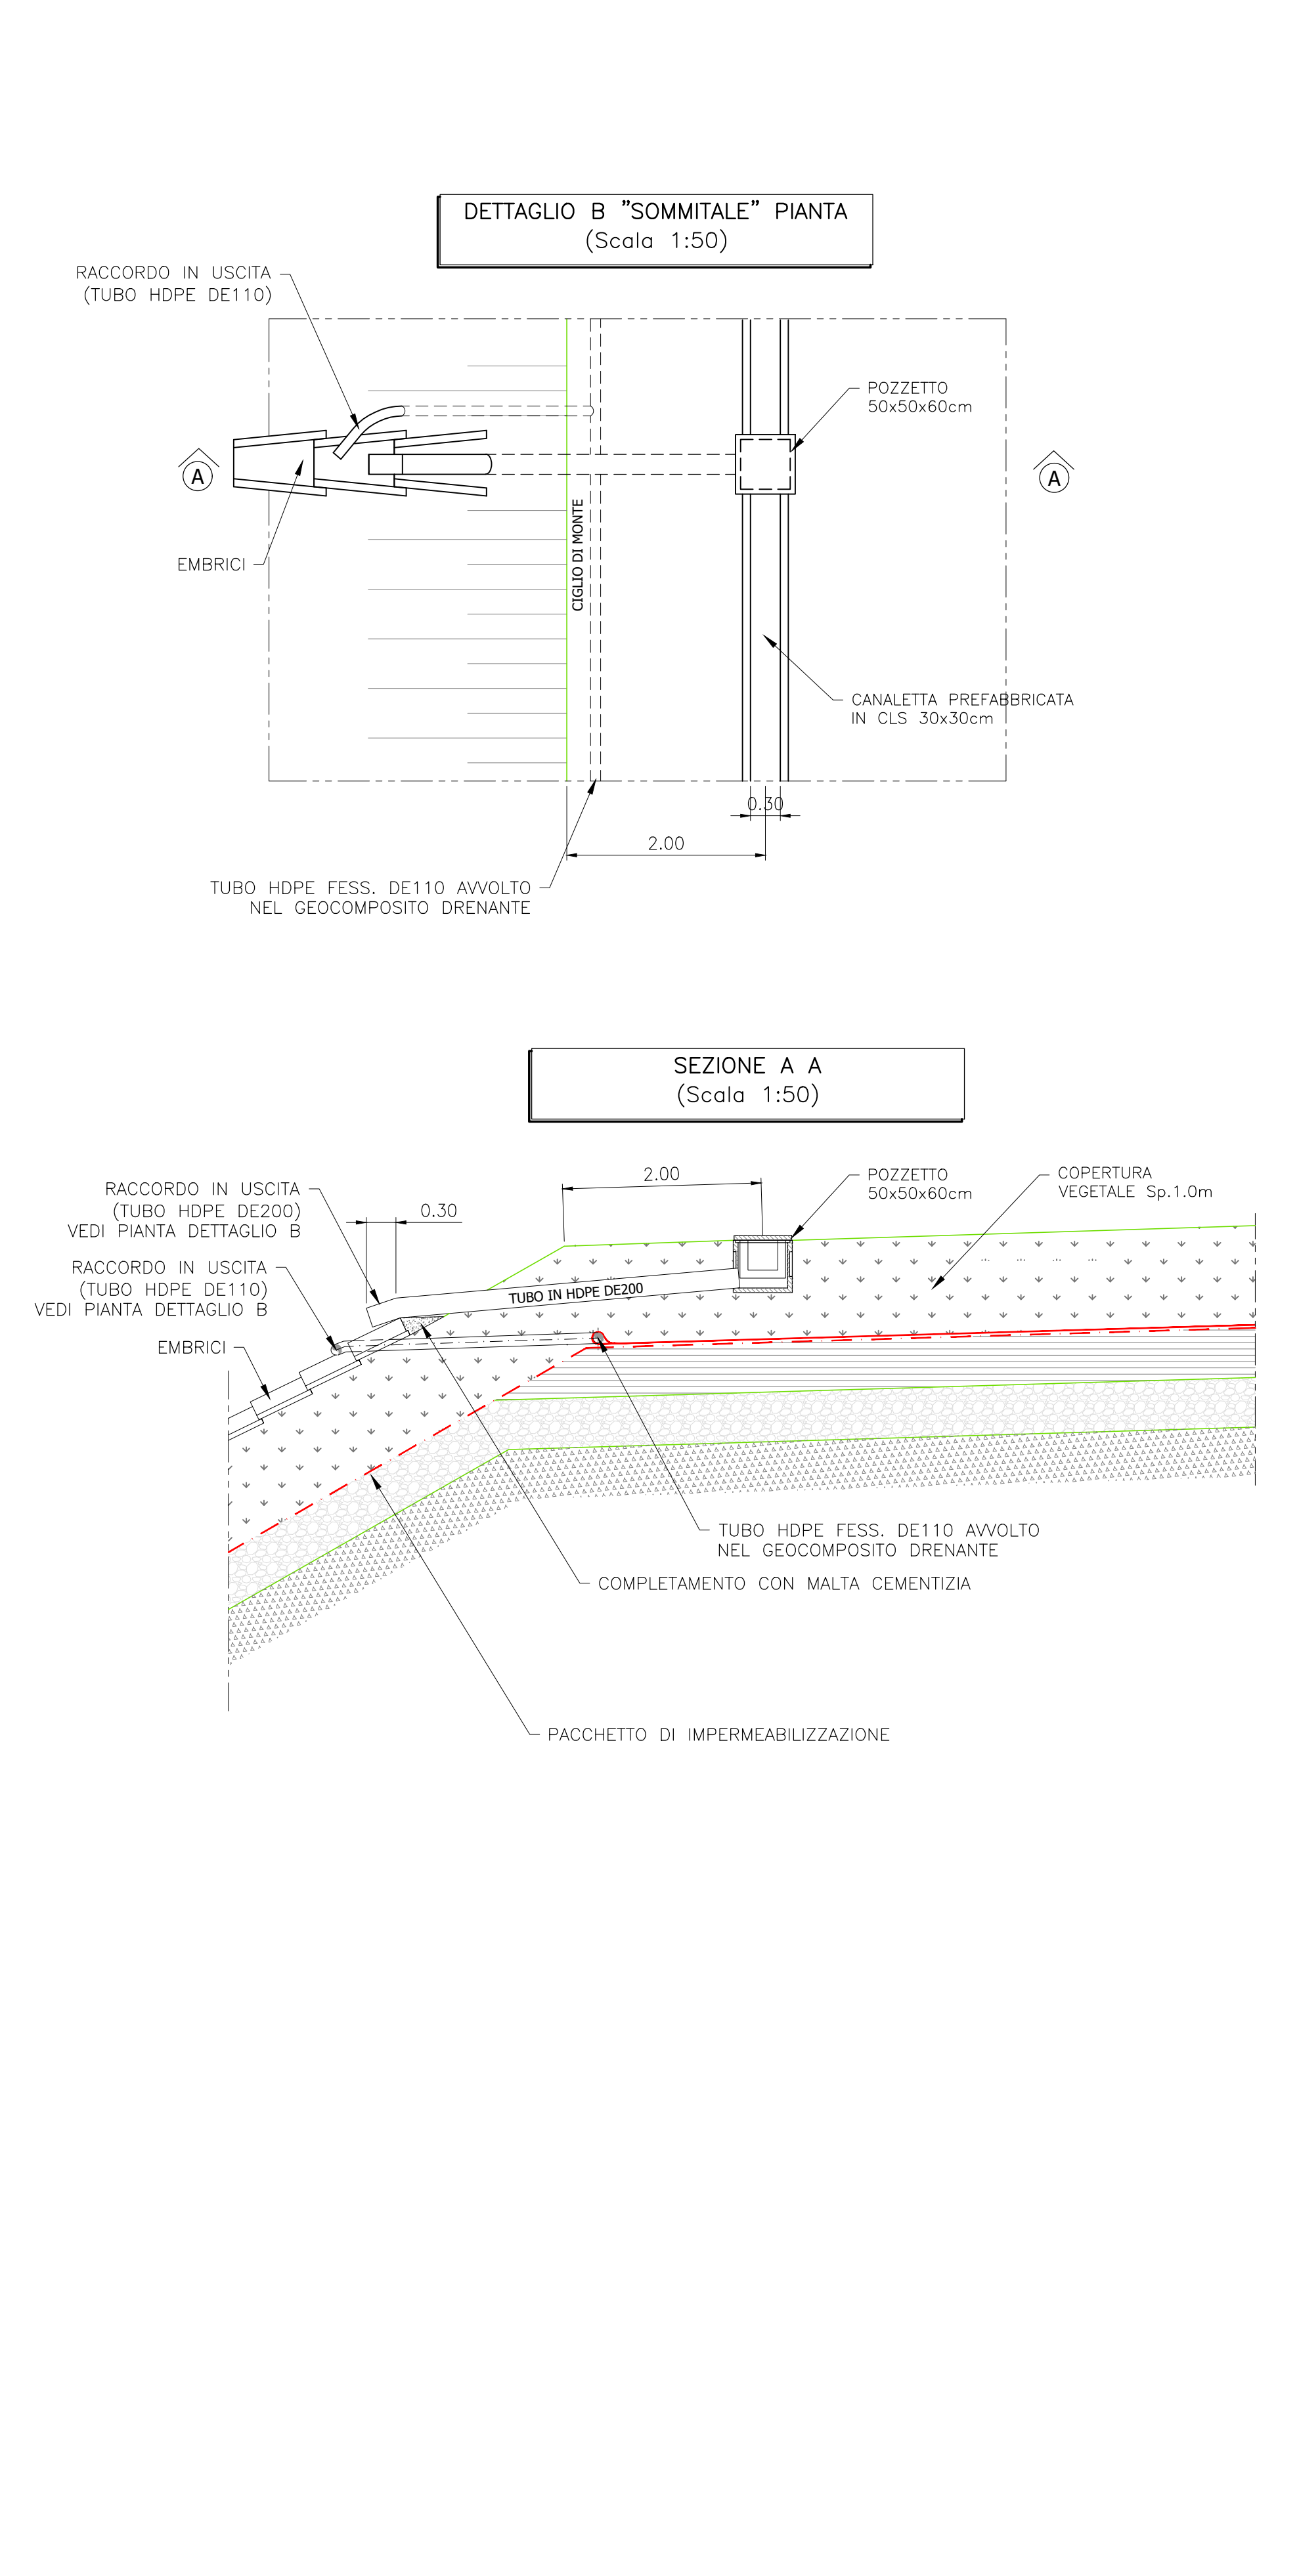 DETTAGLIO B "SOMMITALE" PIANTA
(Scala 1:50)
RACCORDO IN USCITA
(TUBO HDPE DE110)
POZZETTO
50x50x60cm
A
A
EMBRICI
CIGLIO DI MONTE
CANALETTA PREFABBRICATA
IN CLS 30x30cm
0.30
2.00
TUBO HDPE FESS. DE110 AVVOLTO
NEL GEOCOMPOSITO DRENANTE
SEZIONE A A
(Scala 1:50)
RACCORDO IN USCITA
(TUBO HDPE DE200)
VEDI PIANTA DETTAGLIO B
0.30
2.00
POZZETTO
50x50x60cm
COPERTURA
VEGETALE Sp.1.0m
RACCORDO IN USCITA
(TUBO HDPE DE110)
VEDI PIANTA DETTAGLIO B
TUBO IN HDPE DE200
EMBRICI
TUBO HDPE FESS. DE110 AVVOLTO
NEL GEOCOMPOSITO DRENANTE
COMPLETAMENTO CON MALTA CEMENTIZIA
PACCHETTO DI IMPERMEABILIZZAZIONE